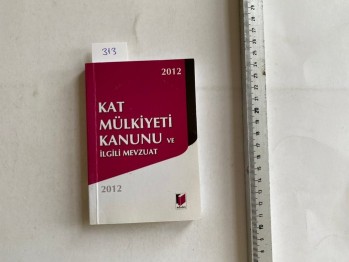 313
2012
KAT
MÜLKİYETİ
KANUNU VE
İLGİLİ MEVZUAT
2012